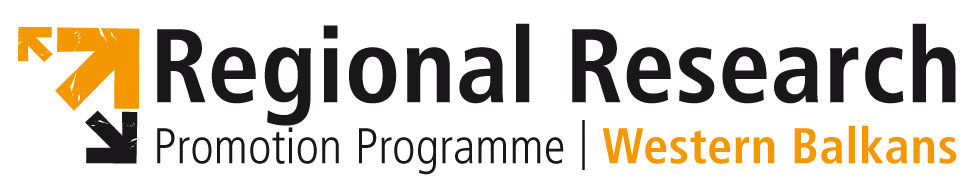 Regional Research
Promotion Programme | Western Balkans